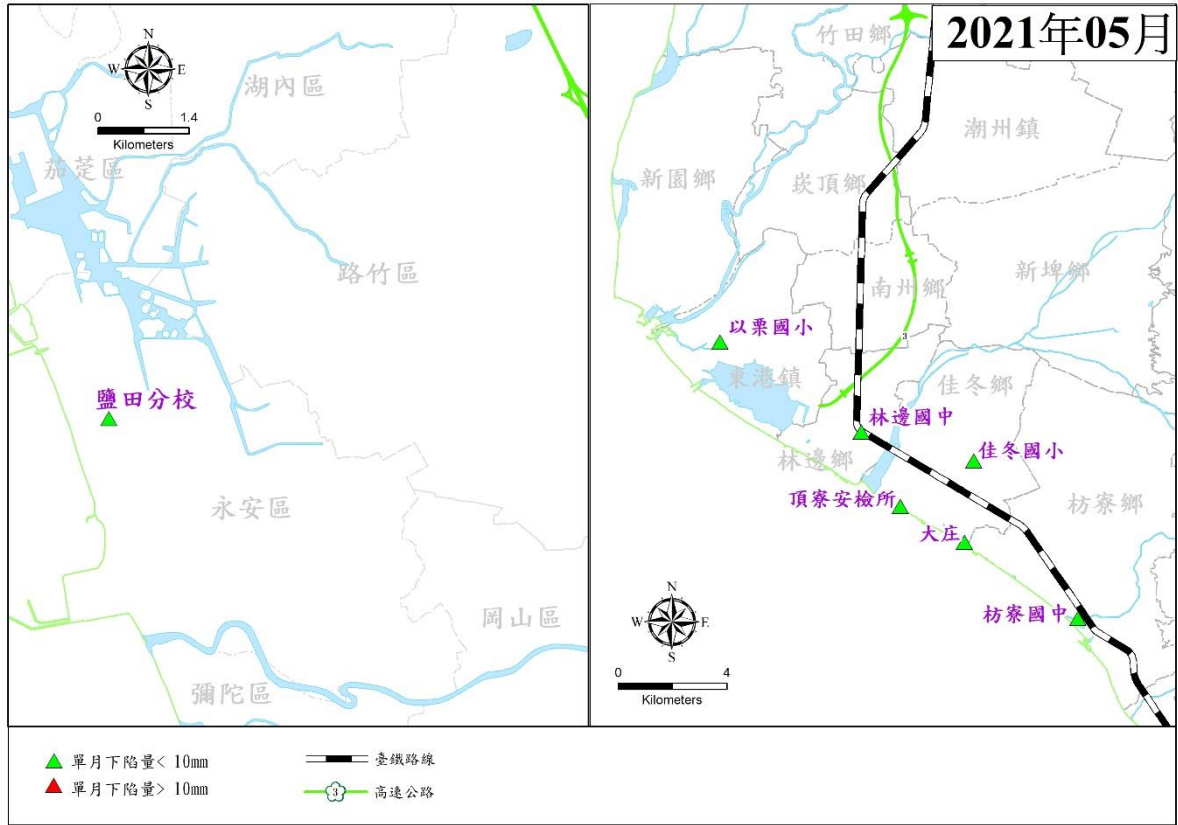 2021年05月
N
W
E
S
0
1.4
Kilometers
湖內區
茄萣區
路竹區
鹽田分校
永安區
岡山區
彌陀區
竹田鄉
潮州鎮
新園鄉
崁頂鄉
新埤鄉
南州鄉
3
以栗國小
東港鎮
佳冬鄉
林邊國中
林邊鄉
佳冬國小
頂寮安檢所
枋寮鄉
大庄
枋寮國中
N
W
E
S
0
4
Kilometers
單月下陷量< 10mm
單月下陷量> 10mm
臺鐵路線
3
高速公路